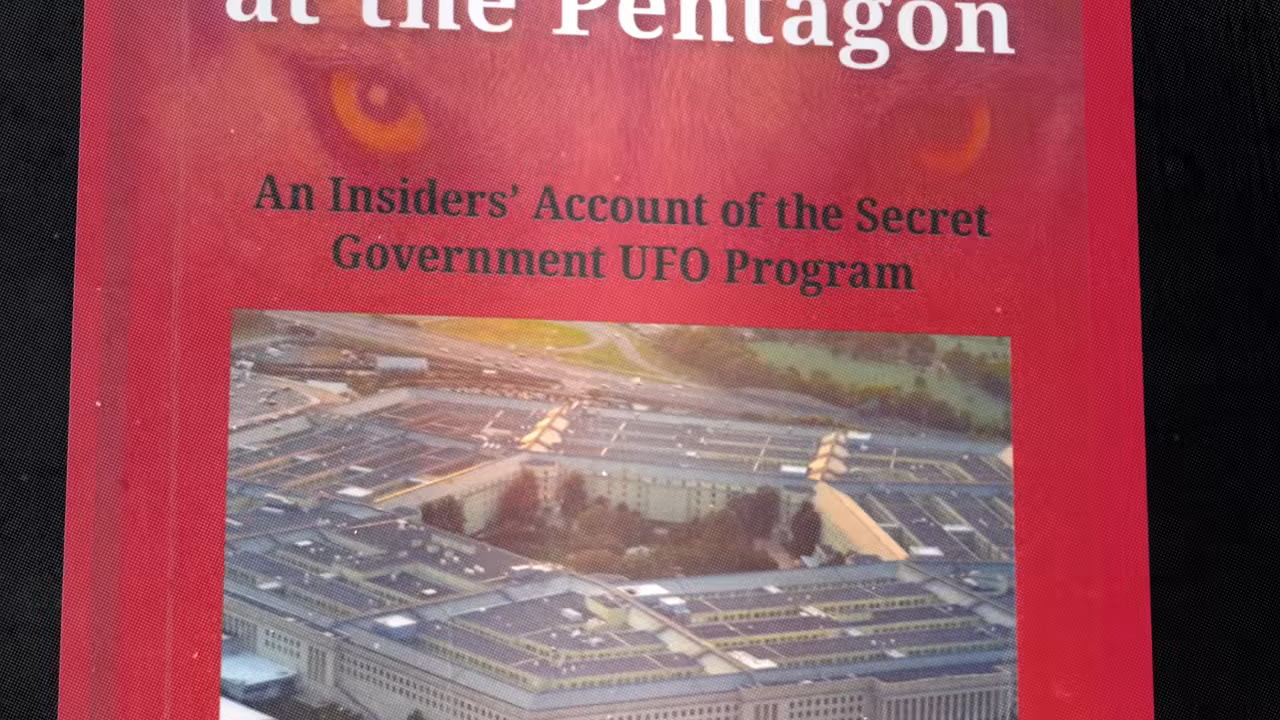 at the Pentagon
An Insiders’ Account of the Secret
Government UFO Program